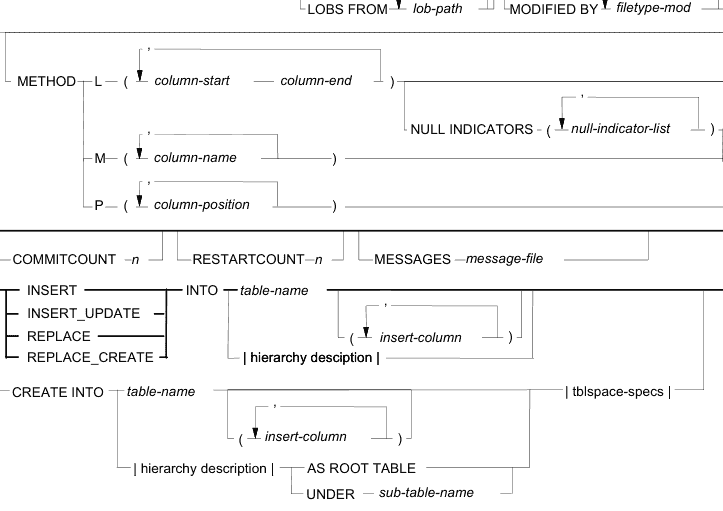 LOBS FROM lob-path MODIFIED BY filetype-mod
,
METHOD L ( column-start column-end )
,
NULL INDICATORS ( null-indicator-list )
,
M ( column-name )
,
P ( column-position )
COMMITCOUNT n RESTARTCOUNT n MESSAGES message-file
INSERT INTO table-name
,
INSERT_UPDATE
REPLACE ( insert-column )
REPLACE_CREATE | hierarchy desciption |
CREATE INTO table-name | tblspace-specs |
,
( insert-column )
| hierarchy description | AS ROOT TABLE
UNDER sub-table-name